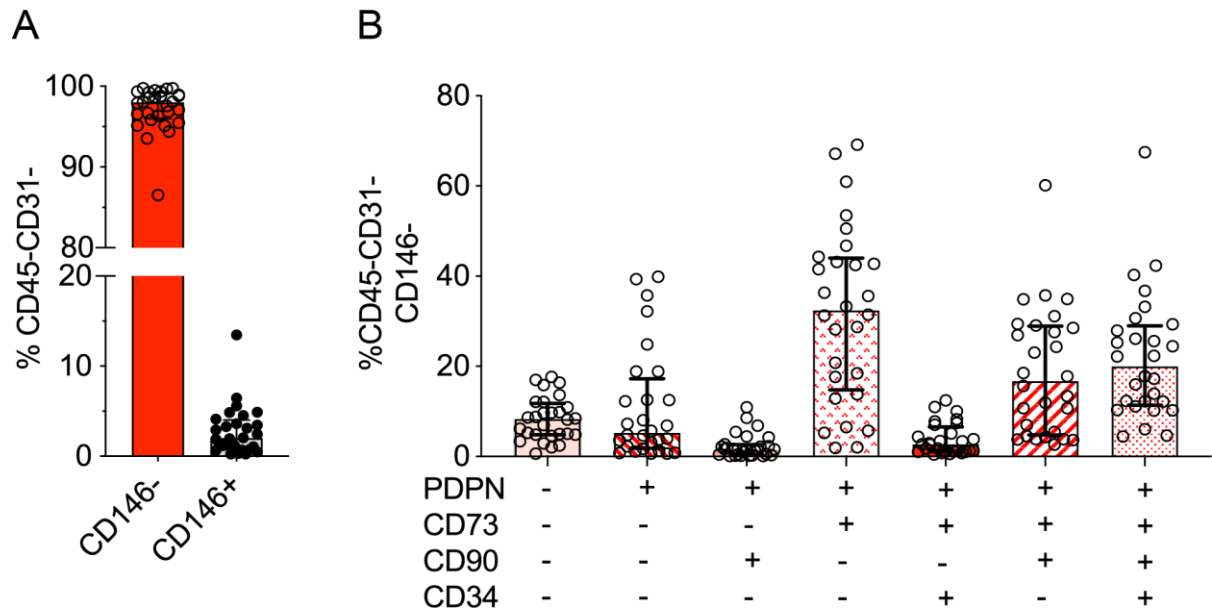 A
% CD45-CD31-
100
90
80
20
10
0
CD146-
CD146+
B
%CD45-CD31-
CD146-
80
60
40
20
0
PDPN - + + + + + +
CD73 - - - + + + +
CD90 - - + - - + +
CD34 - - - - + - +